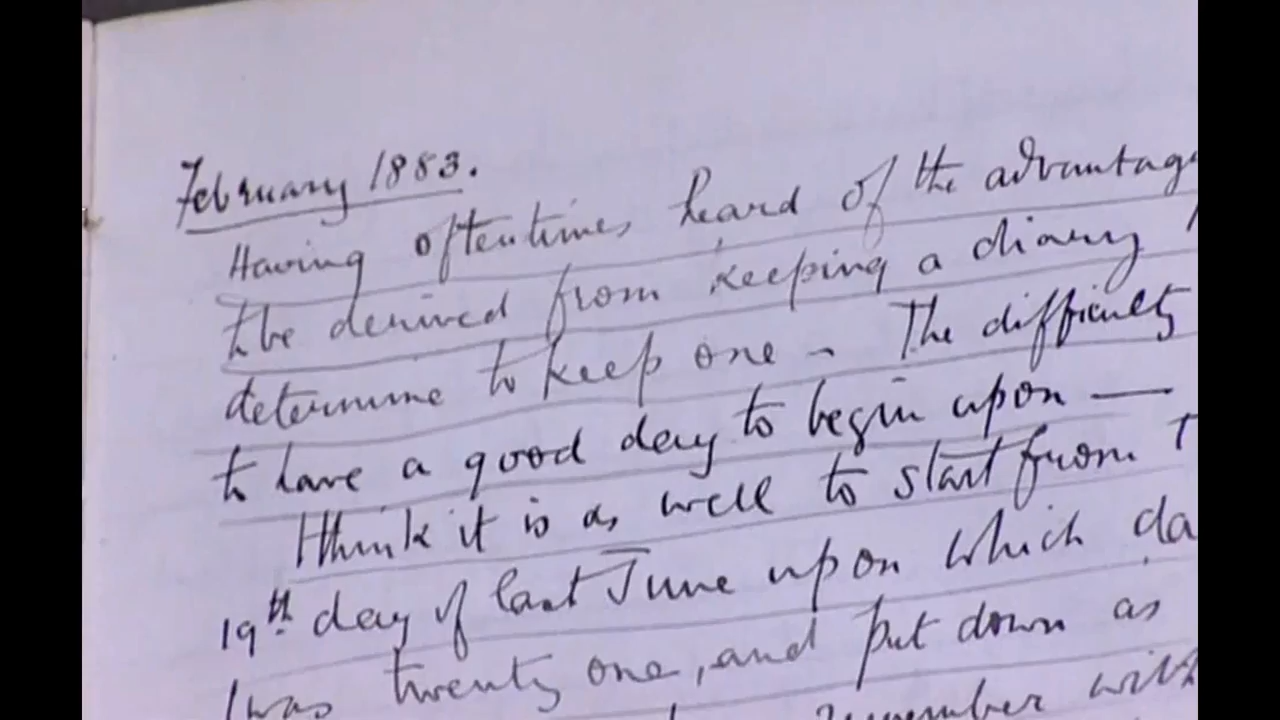 February 1883.
Having oftentimes heard of the advantag
to be derived from keeping a diary I
determine to keep one – The difficulty
to have a good day to begin upon —
I think it is as well to start from t
19th day of last June upon which da
I was twenty one, and put down as
remember with